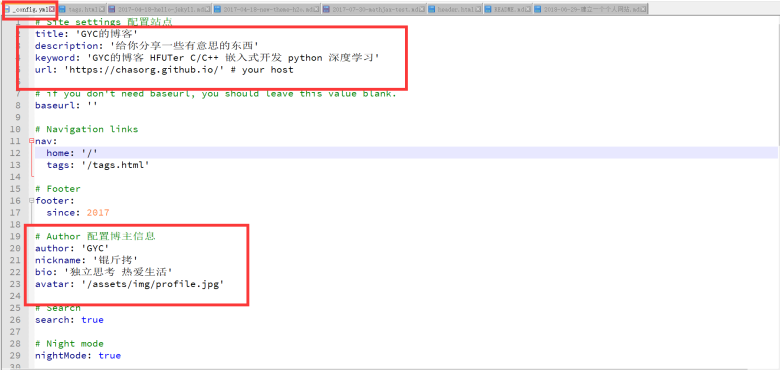 _config.yml tags.html 2017-04-18-hello-jekyll.md 2017-04-19-use-theme-h2o.md 2017-07-30-mathjax-test.md header.html README.md 2018-06-29-建立一个个人网站.md
1 # Site settings 配置站点
2 title: 'GYC的博客'
3 description: '给你分享一些有意思的东西'
4 keyword: 'GYC的博客 HFUTer C/C++ 嵌入式开发 python 深度学习'
5 url: 'https://chasorg.github.io/' # your host
6
7 # if you don't need baseurl, you should leave this value blank.
8 baseurl: ''
9
10
11 # Navigation links
nav:
12 home: '/'
13 tags: '/tags.html'
14
15 # Footer
16 footer:
17 since: 2017
18
19 # Author 配置博主信息
20 author: 'GYC'
21 nickname: '锟斤拷'
22 bio: '独立思考 热爱生活'
23 avatar: '/assets/img/profile.jpg'
24
25 # Search
26 search: true
27
28 # Night mode
29 nightMode: true
30